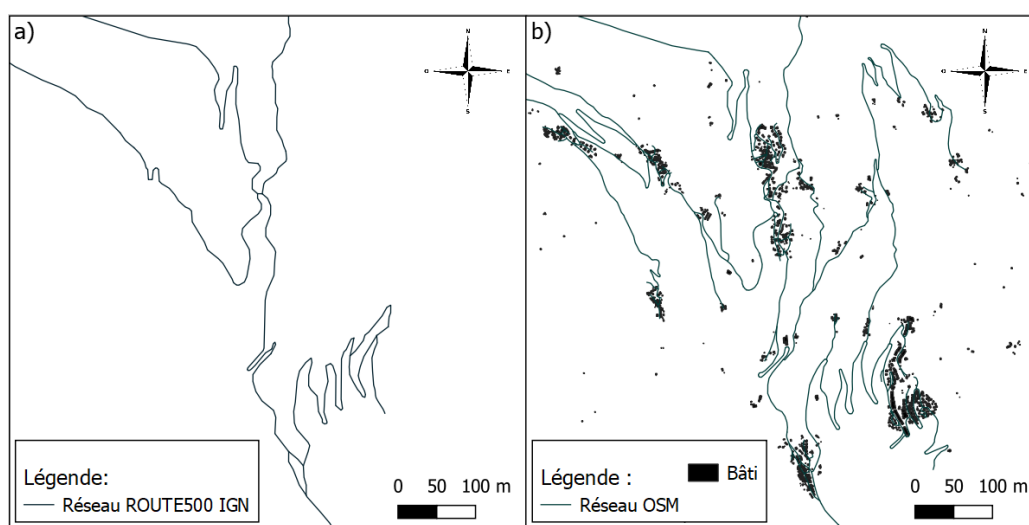 a)
N
O E
S
Légende:
Réseau ROUTE500 IGN
0 50 100 m
b)
N
O E
S
Légende :
Bâti
Réseau OSM
0 50 100 m